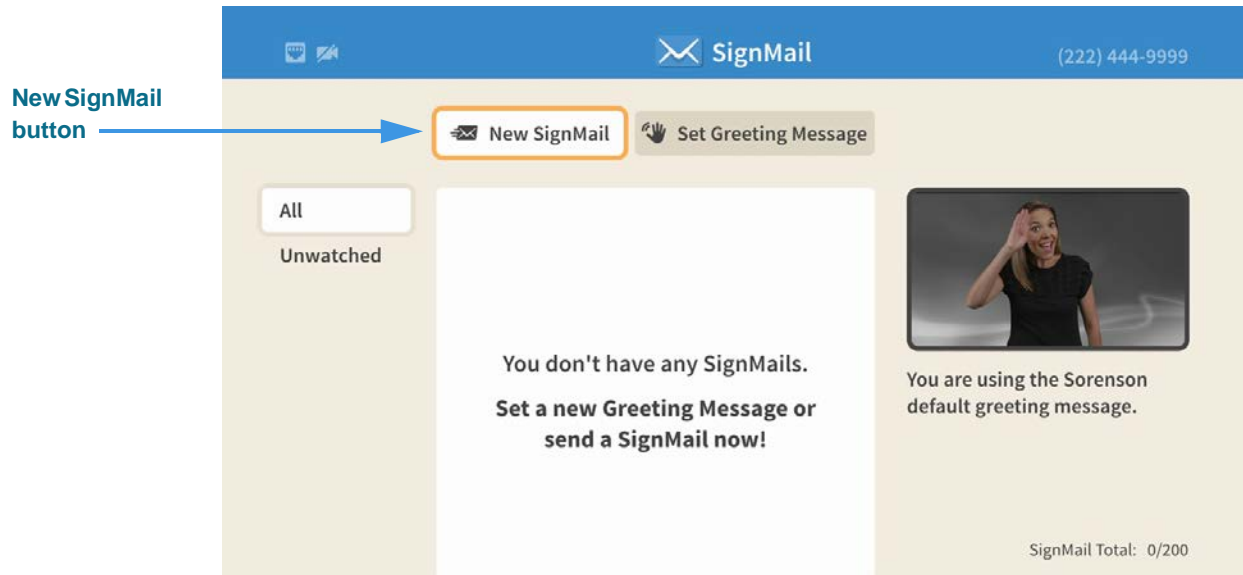 SignMail
(222) 444-9999
New SignMail
button
New SignMail
Set Greeting Message
All
Unwatched
You don't have any SignMails.
Set a new Greeting Message or
send a SignMail now!
You are using the Sorenson
default greeting message.
SignMail Total: 0/200